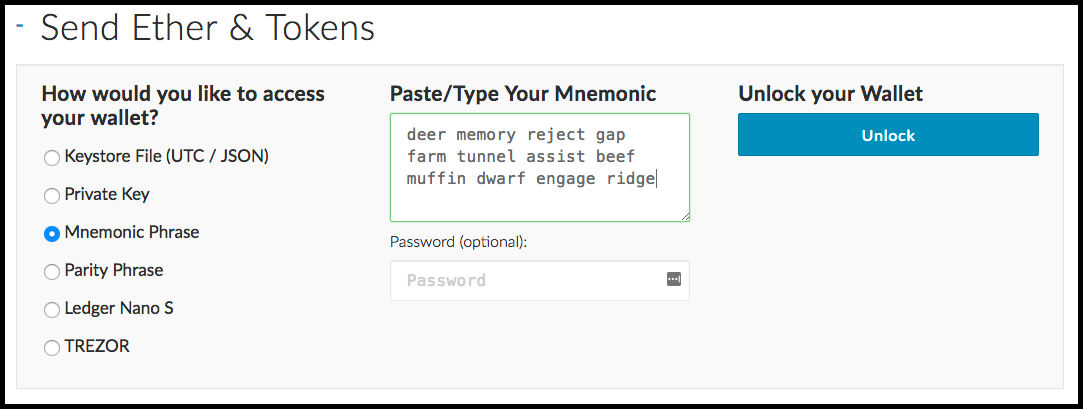 - Send Ether & Tokens
How would you like to access
your wallet?
Keystore File (UTC / JSON)
Private Key
Mnemonic Phrase
Parity Phrase
Ledger Nano S
TREZOR
Paste/Type Your Mnemonic
deer memory reject gap
farm tunnel assist beef
muffin dwarf engage ridge
Password (optional):
Password
Unlock your Wallet
Unlock